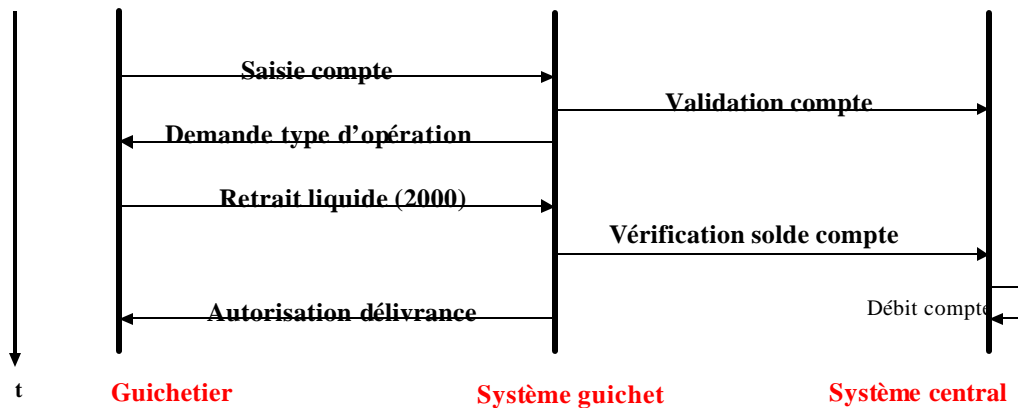 Saisie compte
Validation compte
Demande type d'opération
Retrait liquide (2000)
Vérification solde compte
Débit compte
Autorisation délivrance
t
Guichetier
Système guichet
Système central